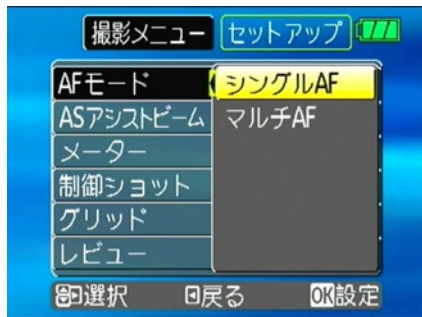 撮影メニュー セットアップ
AFモード シングルAF
ASアシストビーム マルチAF
メーター
制御ショット
グリッド
レビュー
選択 戻る OK設定